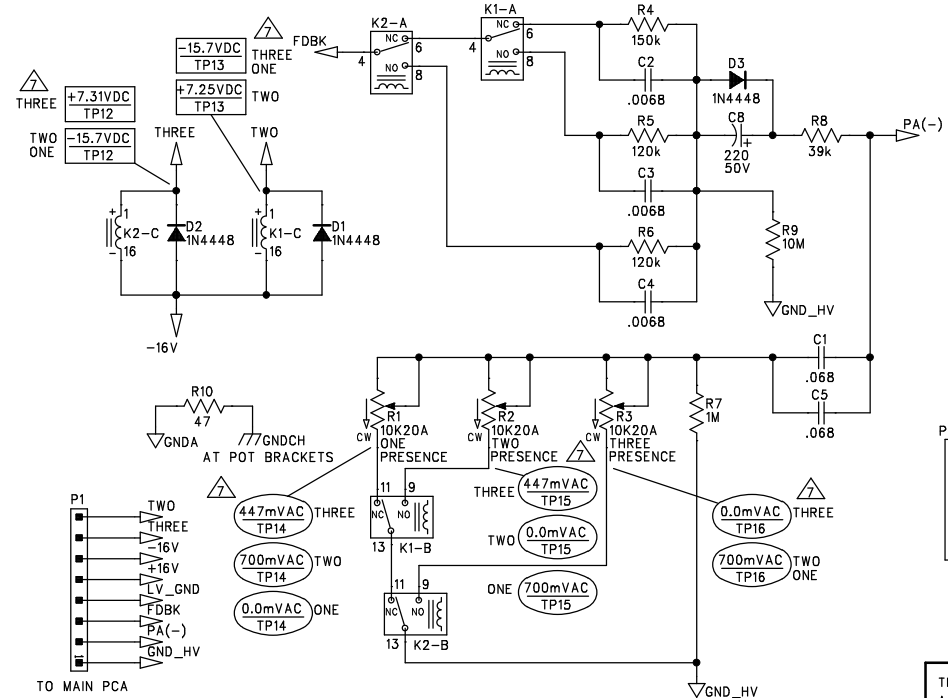 K2-A
K1-A
R4
150k
NC
6
4
NO
8
NC
6
4
NO
8
7
FDBK
-15.7VDC
TP13
THREE
ONE
+7.25VDC
TP13
TWO
7
THREE
+7.31VDC
TP12
TWO
ONE
-15.7VDC
TP12
THREE
TWO
C2
.0068
D3
1N4448
C8
+
220
50V
R5
120k
R8
39k
PA(-)
C3
.0068
R6
120k
R9
10M
C4
.0068
GND_HV
+
1
K2-C
-
16
D2
1N4448
+
1
K1-C
-
16
D1
1N4448
-16V
C1
.068
C5
.068
R10
47
GNDA
GNDCH
AT POT BRACKETS
R1
10K20A
ONE
PRESENCE
CW
R2
10K20A
TWO
PRESENCE
CW
R3
10K20A
THREE
PRESENCE
CW
R7
1M
7
447mVAC
TP14
THREE
700mVAC
TP14
TWO
0.0mVAC
TP14
ONE
11
9
NC
NO
13
K1-B
11
9
NC
NO
13
K2-B
7
THREE
447mVAC
TP15
TWO
0.0mVAC
TP15
ONE
700mVAC
TP15
7
0.0mVAC
TP16
THREE
700mVAC
TP16
TWO
ONE
P1
TWO
THREE
-16V
+16V
LV_GND
FDBK
PA(-)
GND_HV
1
TO MAIN PCA
GND_HV
P